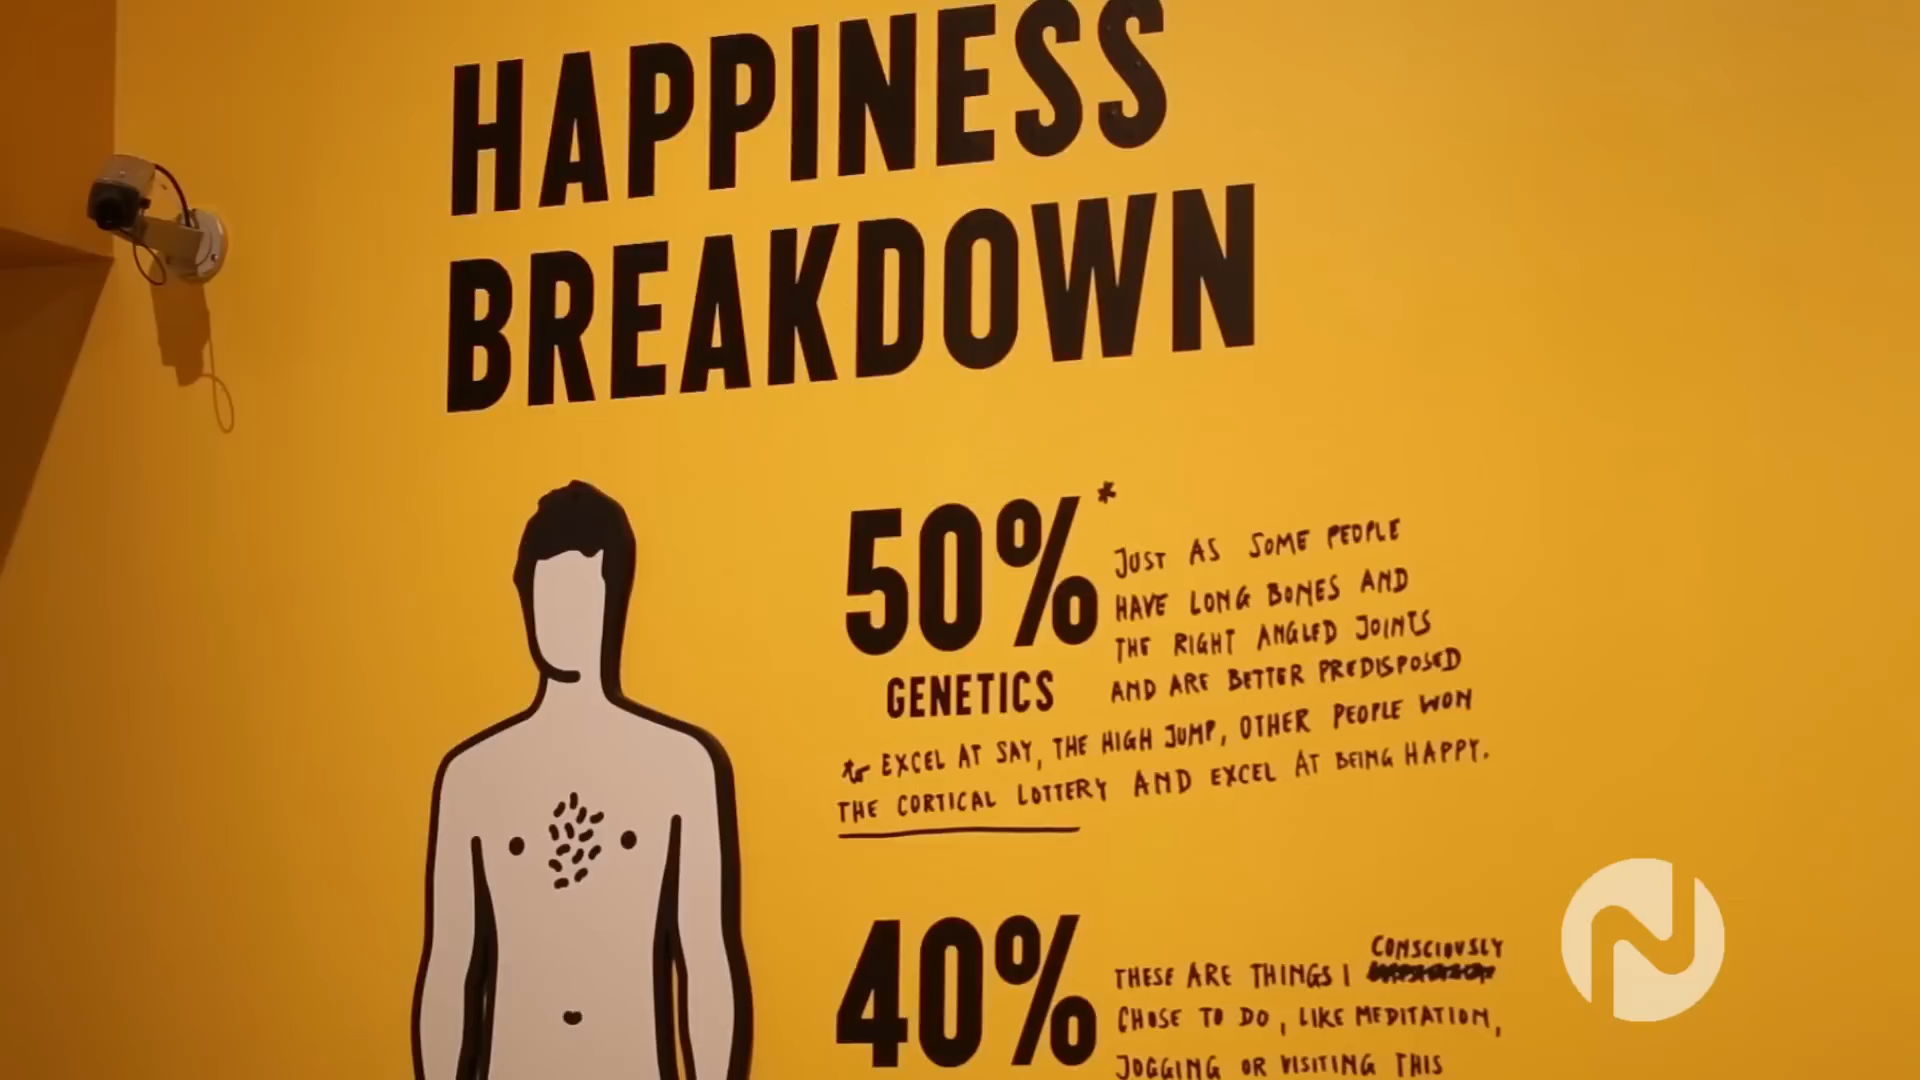 HAPPINESS
BREAKDOWN
50%*
GENETICS
JUST AS SOME PEOPLE
HAVE LONG BONES AND
THE RIGHT ANGLED JOINTS
AND ARE BETTER PREDISPOSED
to EXCEL AT SAY, THE HIGH JUMP, OTHER PEOPLE WON
THE CORTICAL LOTTERY AND EXCEL AT BEING HAPPY.
40%
CONSCIOUSLY
THESE ARE THINGS I
CHOSE TO DO, LIKE MEDITATION,
JOGGING OR VISITING THIS